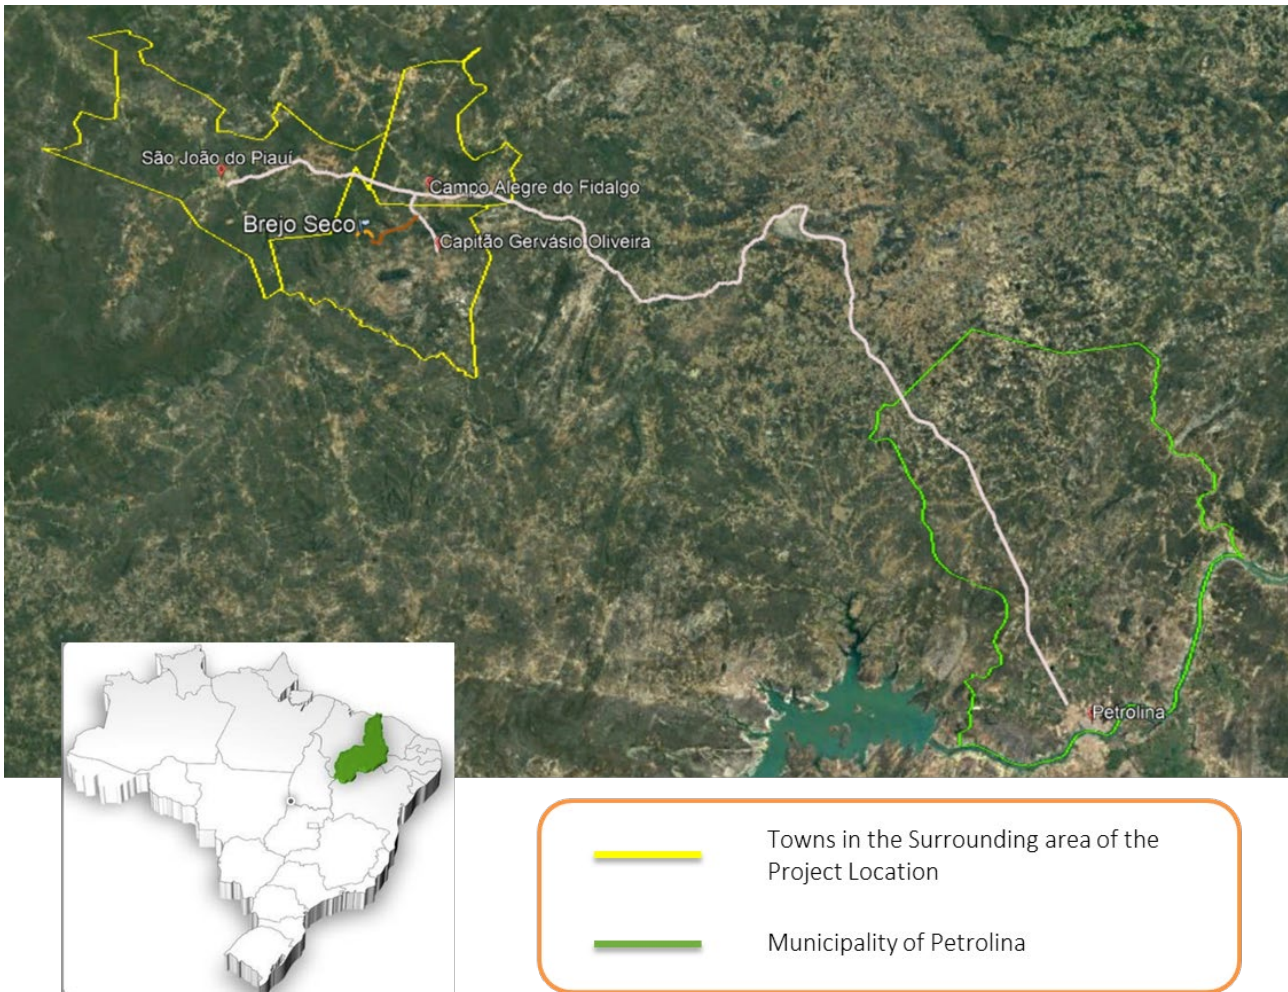 São João do Piauí
Campo Alegre do Fidalgo
Brejo Seco
Capitão Gervásio Oliveira
Petrolina
Towns in the Surrounding area of the
Project Location
Municipality of Petrolina